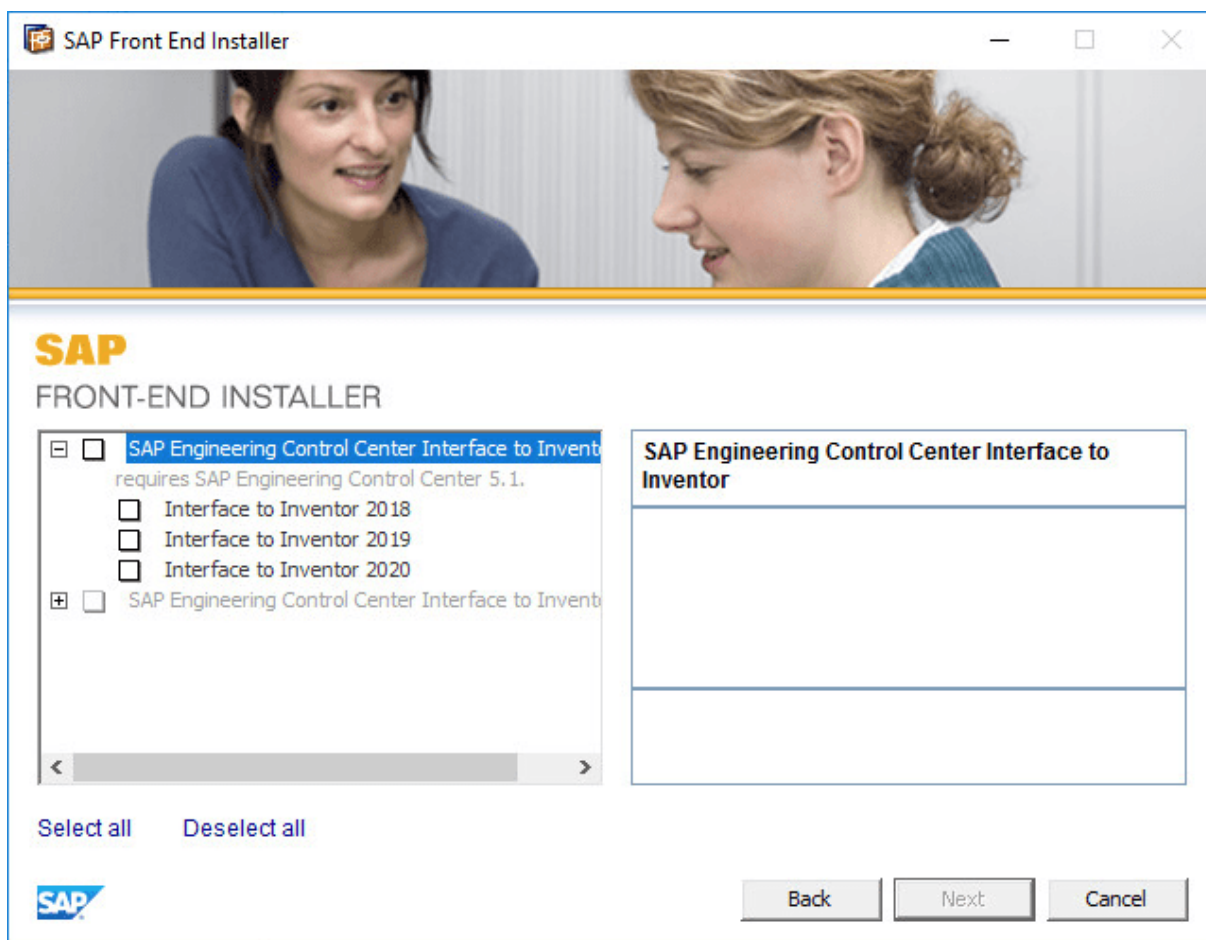 SAP Front End Installer
SAP
FRONT-END INSTALLER
SAP Engineering Control Center Interface to
requires SAP Engineering Control Center 5.1.
Interface to Inventor 2018
Interface to Inventor 2019
Interface to Inventor 2020
SAP Engineering Control Center Interface to
SAP Engineering Control Center Interface to
Inventor
Select all Deselect all
SAP
Back Next Cancel